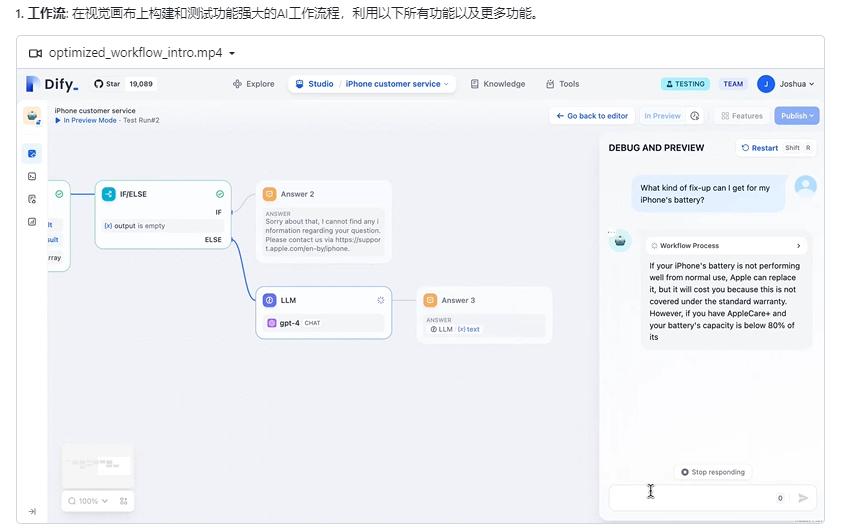 1. 工作流: 在视觉画布上构建和测试功能强大的AI工作流程，利用以下所有功能以及更多功能。
optimized_workflow_intro.mp4
Dify_
Star 19,089
Explore
Studio / iPhone customer service
Knowledge
Tools
TESTING
TEAM
J Joshua
iPhone customer service
In Preview Mode · Test Run#2
Go back to editor
In Preview
Features
Publish
DEBUG AND PREVIEW
Restart Shift R
What kind of fix-up can I get for my
iPhone's battery?
Workflow Process
If your iPhone's battery is not performing
well from normal use, Apple can replace
it, but it will cost you because this is not
covered under the standard warranty.
However, if you have AppleCare+ and
your battery's capacity is below 80% of
its
Stop responding
0
IF/ELSE
IF
{x} output is empty
ELSE
Answer 2
ANSWER
Sorry about that, I cannot find any i
nformation regarding your question.
Please contact us via https://suppor
t.apple.com/en-by/iphone.
LLM
gpt-4 CHAT
Answer 3
ANSWER
LLM {x} text
lt
sult
rray
100%